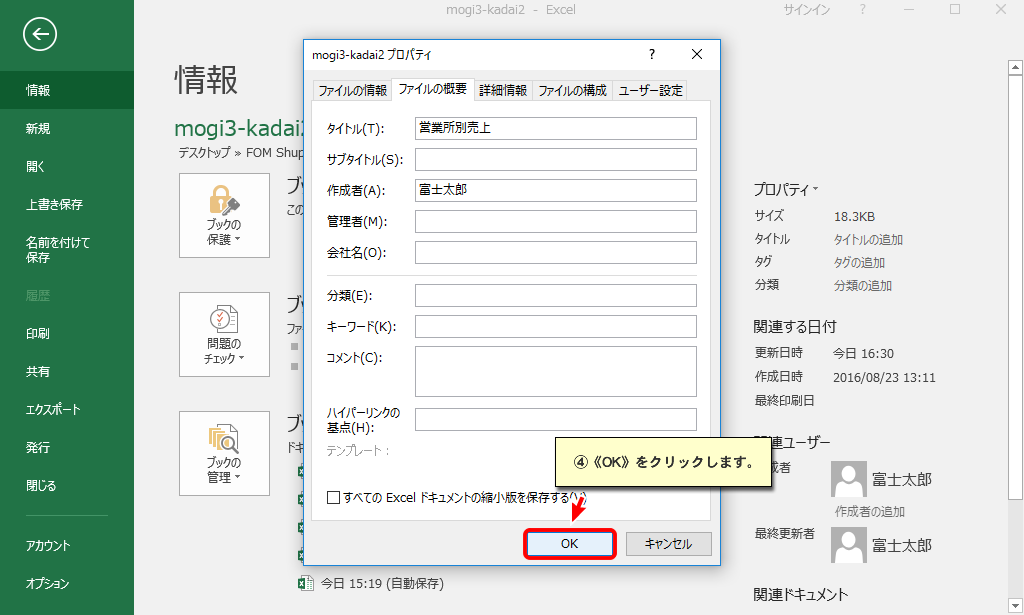 mogi3-kadai2 - Excel
サインイン
?
情報
新規
開く
上書き保存
名前を付けて
保存
履歴
印刷
共有
エクスポート
発行
閉じる
アカウント
オプション
情報
mogi3-kadai2
デスクトップ » FOM Shup
ブックの
保護
ブッ
この
問題の
チェック
ブッ
ファ
ブックの
管理
ブッ
ドキ
今日 15:19 (自動保存)
mogi3-kadai2 プロパティ
?
ファイルの情報
ファイルの概要
詳細情報
ファイルの構成
ユーザー設定
タイトル(T):
営業所別売上
サブタイトル(S):
作成者(A):
富士太郎
管理者(M):
会社名(O):
分類(E):
キーワード(K):
コメント(C):
ハイパーリンクの
基点(H):
テンプレート:
すべての Excel ドキュメントの縮小版を保存する(V)
④《OK》をクリックします。
OK
キャンセル
プロパティ
サイズ 18.3KB
タイトル タイトルの追加
タグ タグの追加
分類 分類の追加
関連する日付
更新日時 今日 16:30
作成日時 2016/08/23 13:11
最終印刷日
連ユーザー
者
富士太郎
作成者の追加
最終更新者
富士太郎
関連ドキュメント